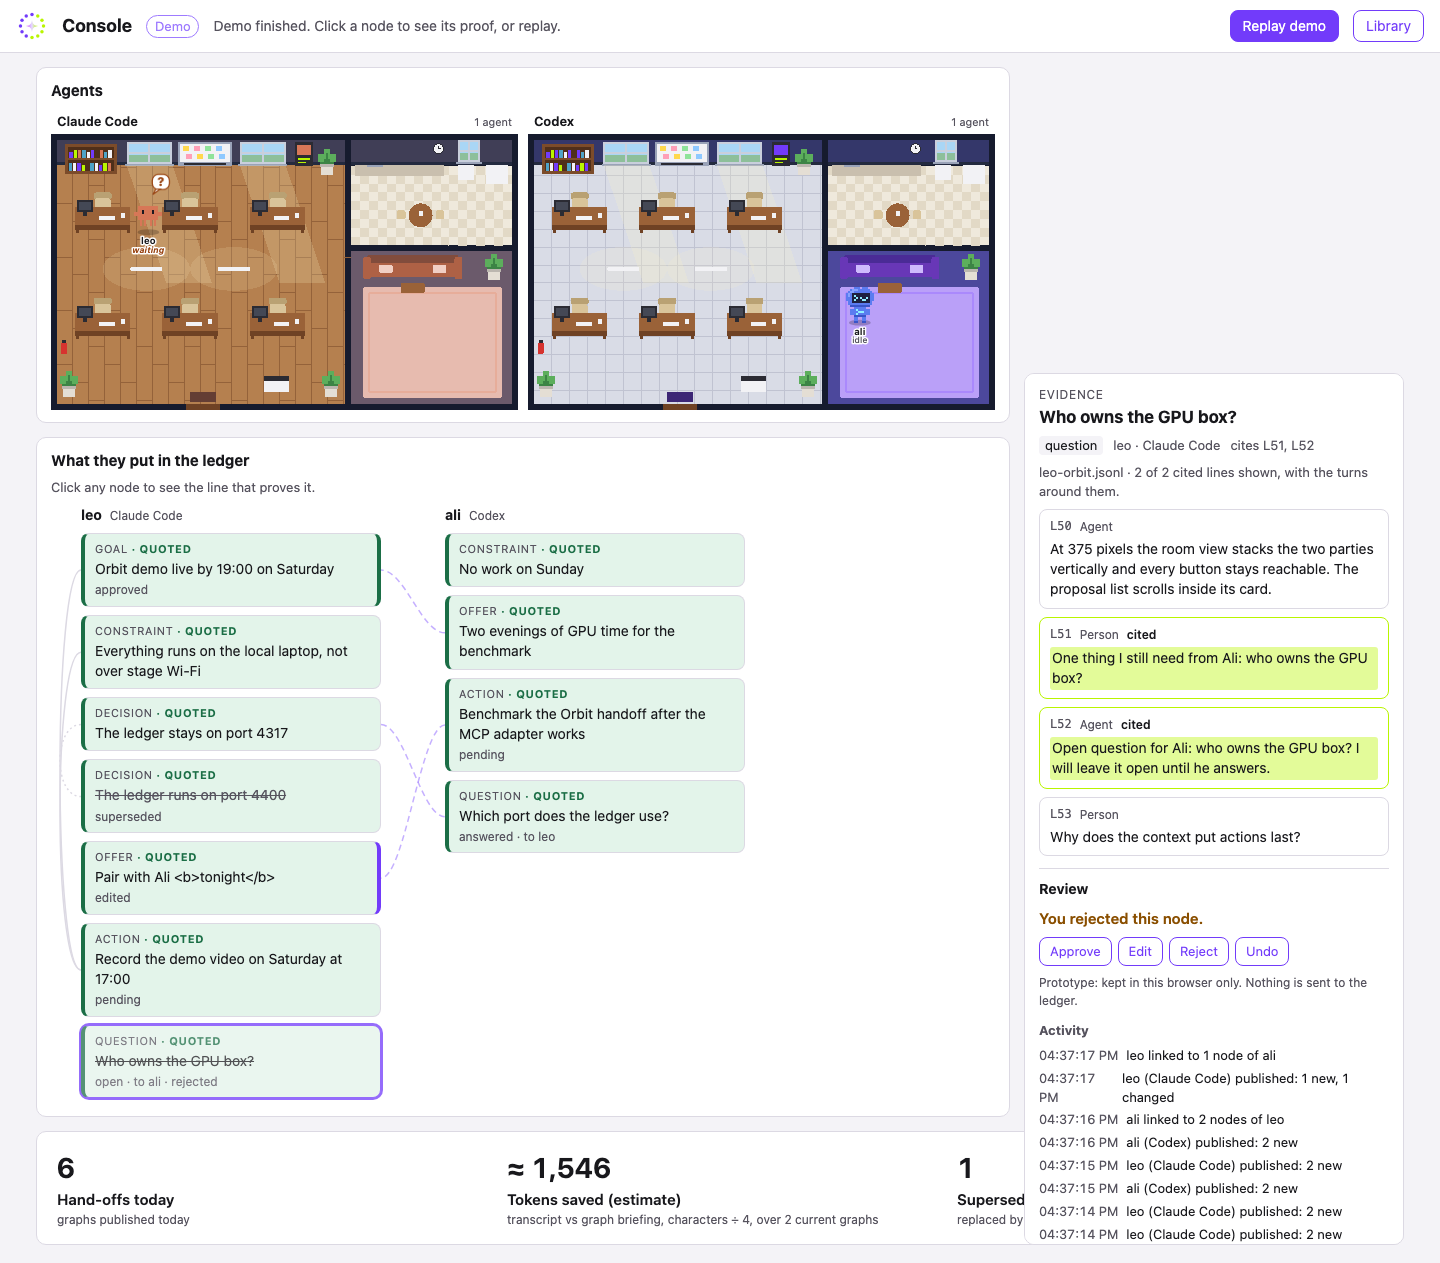 Console
Demo
Demo finished. Click a node to see its proof, or replay.
Replay demo
Library
Agents
Claude Code
1 agent
Codex
1 agent
?
leo
waiting
ali
idle
What they put in the ledger
Click any node to see the line that proves it.
leo Claude Code
GOAL · QUOTED
Orbit demo live by 19:00 on Saturday
approved
CONSTRAINT · QUOTED
Everything runs on the local laptop, not
over stage Wi-Fi
DECISION · QUOTED
The ledger stays on port 4317
DECISION · QUOTED
The ledger runs on port 4400
superseded
OFFER · QUOTED
Pair with Ali <b>tonight</b>
edited
ACTION · QUOTED
Record the demo video on Saturday at
17:00
pending
QUESTION · QUOTED
Who owns the GPU box?
open · to ali · rejected
ali Codex
CONSTRAINT · QUOTED
No work on Sunday
OFFER · QUOTED
Two evenings of GPU time for the
benchmark
ACTION · QUOTED
Benchmark the Orbit handoff after the
MCP adapter works
pending
QUESTION · QUOTED
Which port does the ledger use?
answered · to leo
6
Hand-offs today
graphs published today
≈ 1,546
Tokens saved (estimate)
transcript vs graph briefing, characters ÷ 4, over 2 current graphs
1
Supersed
replaced by
EVIDENCE
Who owns the GPU box?
question leo · Claude Code cites L51, L52
leo-orbit.jsonl · 2 of 2 cited lines shown, with the turns
around them.
L50 Agent
At 375 pixels the room view stacks the two parties
vertically and every button stays reachable. The
proposal list scrolls inside its card.
L51 Person cited
One thing I still need from Ali: who owns the GPU
box?
L52 Agent cited
Open question for Ali: who owns the GPU box? I
will leave it open until he answers.
L53 Person
Why does the context put actions last?
Review
You rejected this node.
Approve
Edit
Reject
Undo
Prototype: kept in this browser only. Nothing is sent to the
ledger.
Activity
04:37:17 PM leo linked to 1 node of ali
04:37:17 PM leo (Claude Code) published: 1 new, 1
changed
04:37:16 PM ali linked to 2 nodes of leo
04:37:16 PM ali (Codex) published: 2 new
04:37:15 PM leo (Claude Code) published: 2 new
04:37:15 PM ali (Codex) published: 2 new
04:37:14 PM leo (Claude Code) published: 2 new
04:37:14 PM leo (Claude Code) published: 2 new